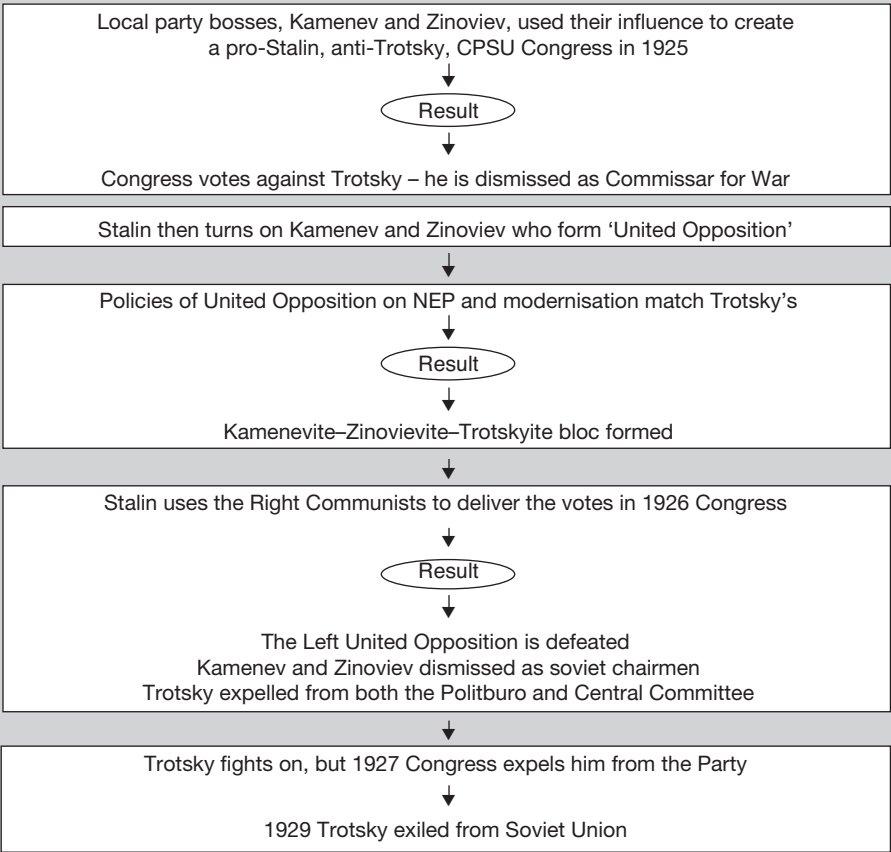 Local party bosses, Kamenev and Zinoviev, used their influence to create
a pro-Stalin, anti-Trotsky, CPSU Congress in 1925
Result
Congress votes against Trotsky – he is dismissed as Commissar for War
Stalin then turns on Kamenev and Zinoviev who form ‘United Opposition’
Policies of United Opposition on NEP and modernisation match Trotsky’s
Result
Kamenevite–Zinovievite–Trotskyite bloc formed
Stalin uses the Right Communists to deliver the votes in 1926 Congress
Result
The Left United Opposition is defeated
Kamenev and Zinoviev dismissed as soviet chairmen
Trotsky expelled from both the Politburo and Central Committee
Trotsky fights on, but 1927 Congress expels him from the Party
1929 Trotsky exiled from Soviet Union